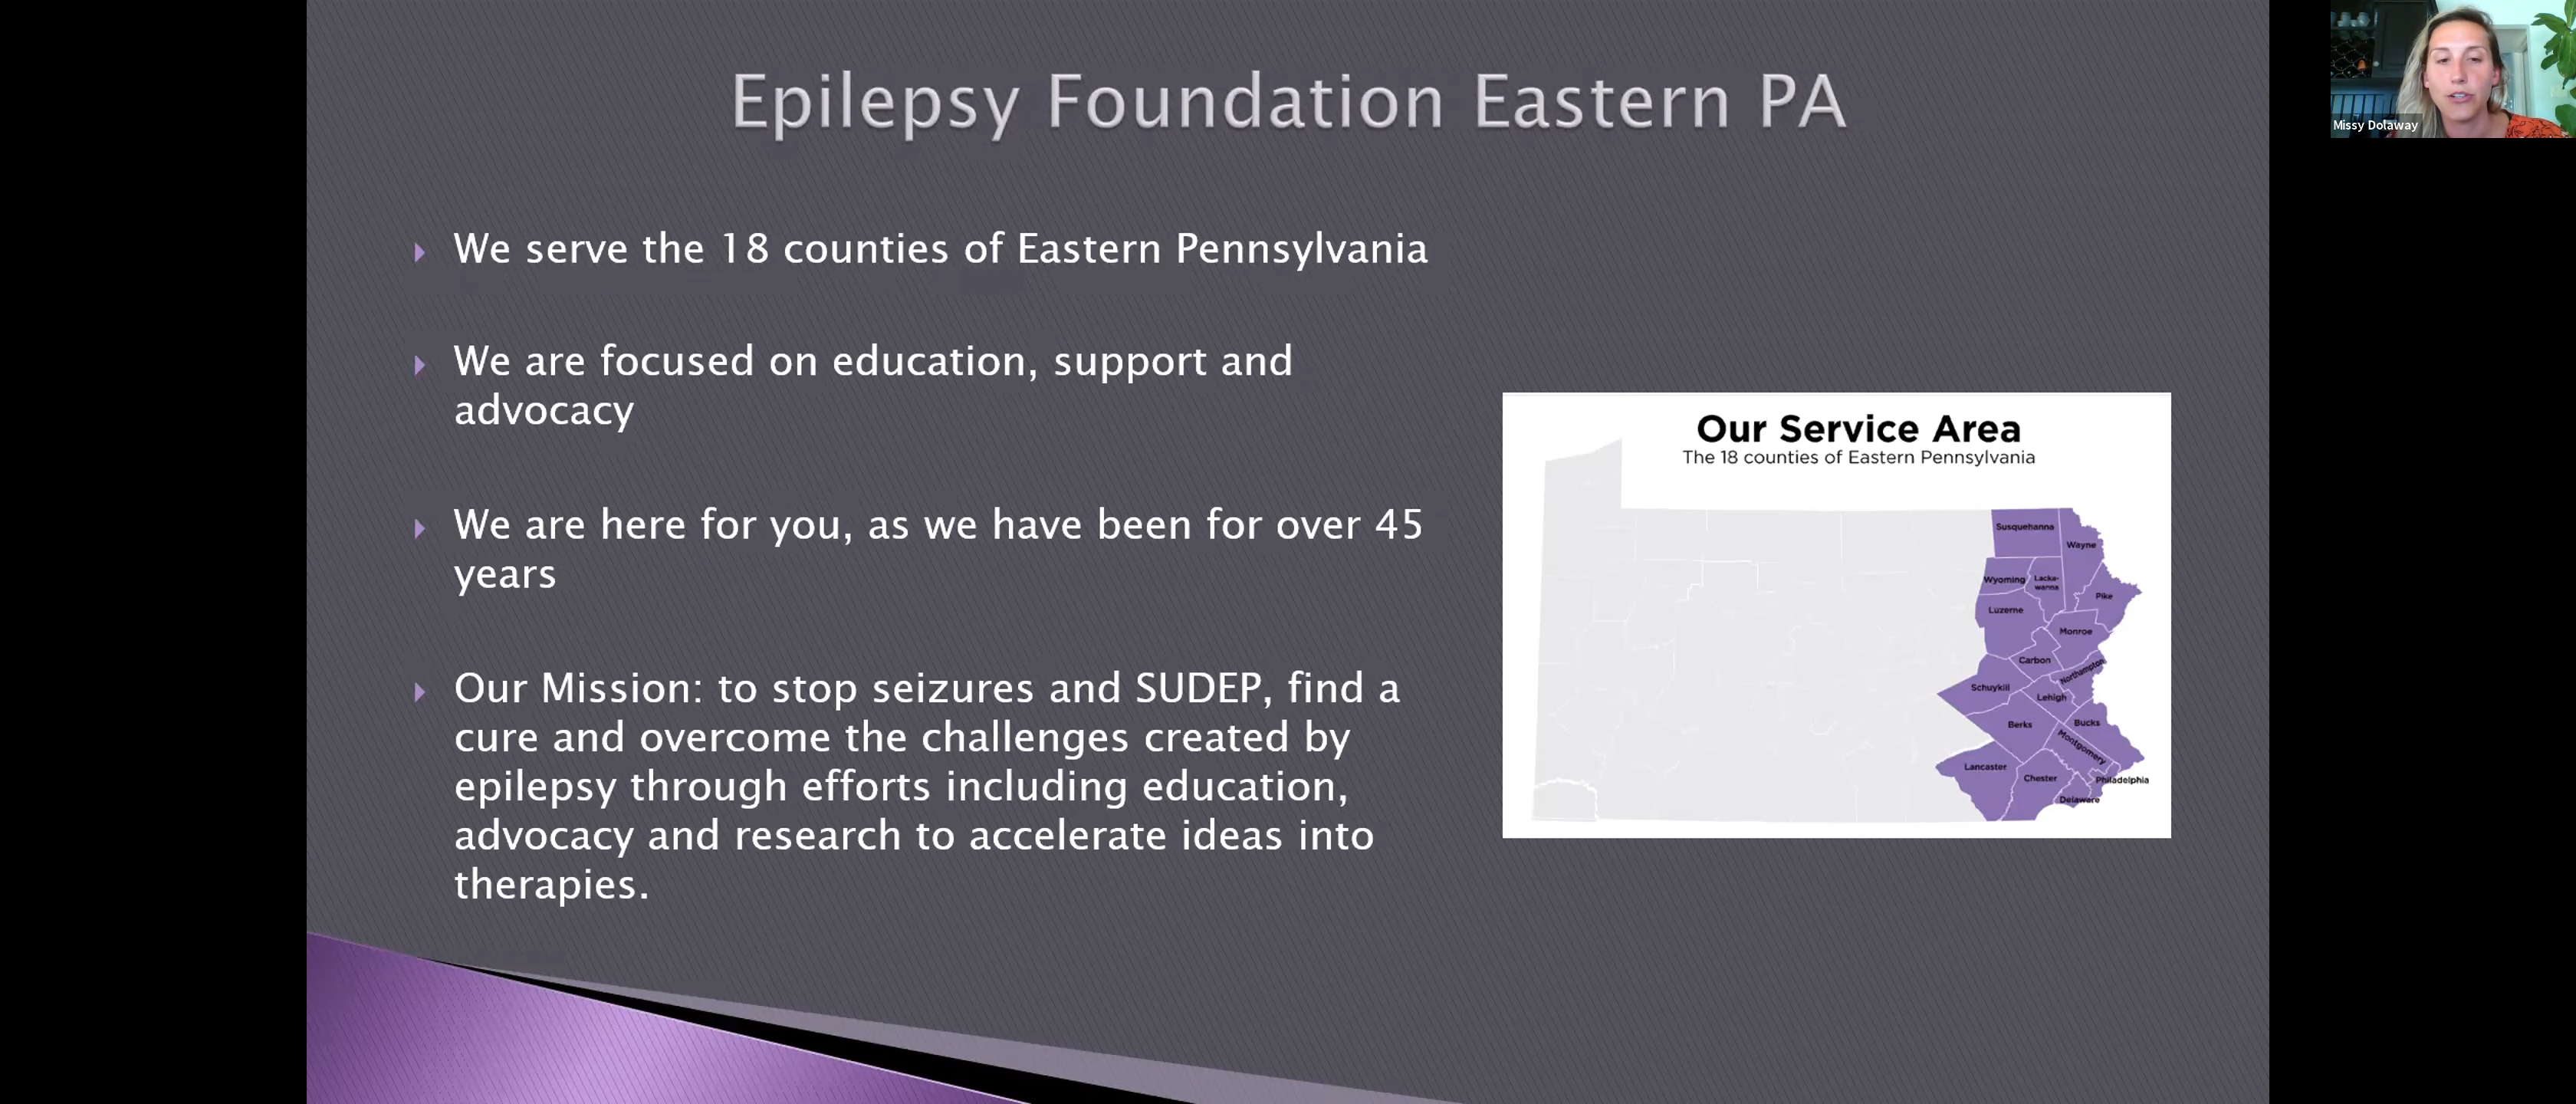 Epilepsy Foundation Eastern PA
Missy Dolaway
We serve the 18 counties of Eastern Pennsylvania
We are focused on education, support and
advocacy
We are here for you, as we have been for over 45
years
Our Mission: to stop seizures and SUDEP, find a
cure and overcome the challenges created by
epilepsy through efforts including education,
advocacy and research to accelerate ideas into
therapies.
Our Service Area
The 18 counties of Eastern Pennsylvania
Susquehanna
Wayne
Wyoming
Lacka-
wanna
Pike
Luzerne
Monroe
Carbon
Northampton
Schuykill
Lehigh
Berks
Bucks
Montgomery
Lancaster
Chester
Philadelphia
Delaware